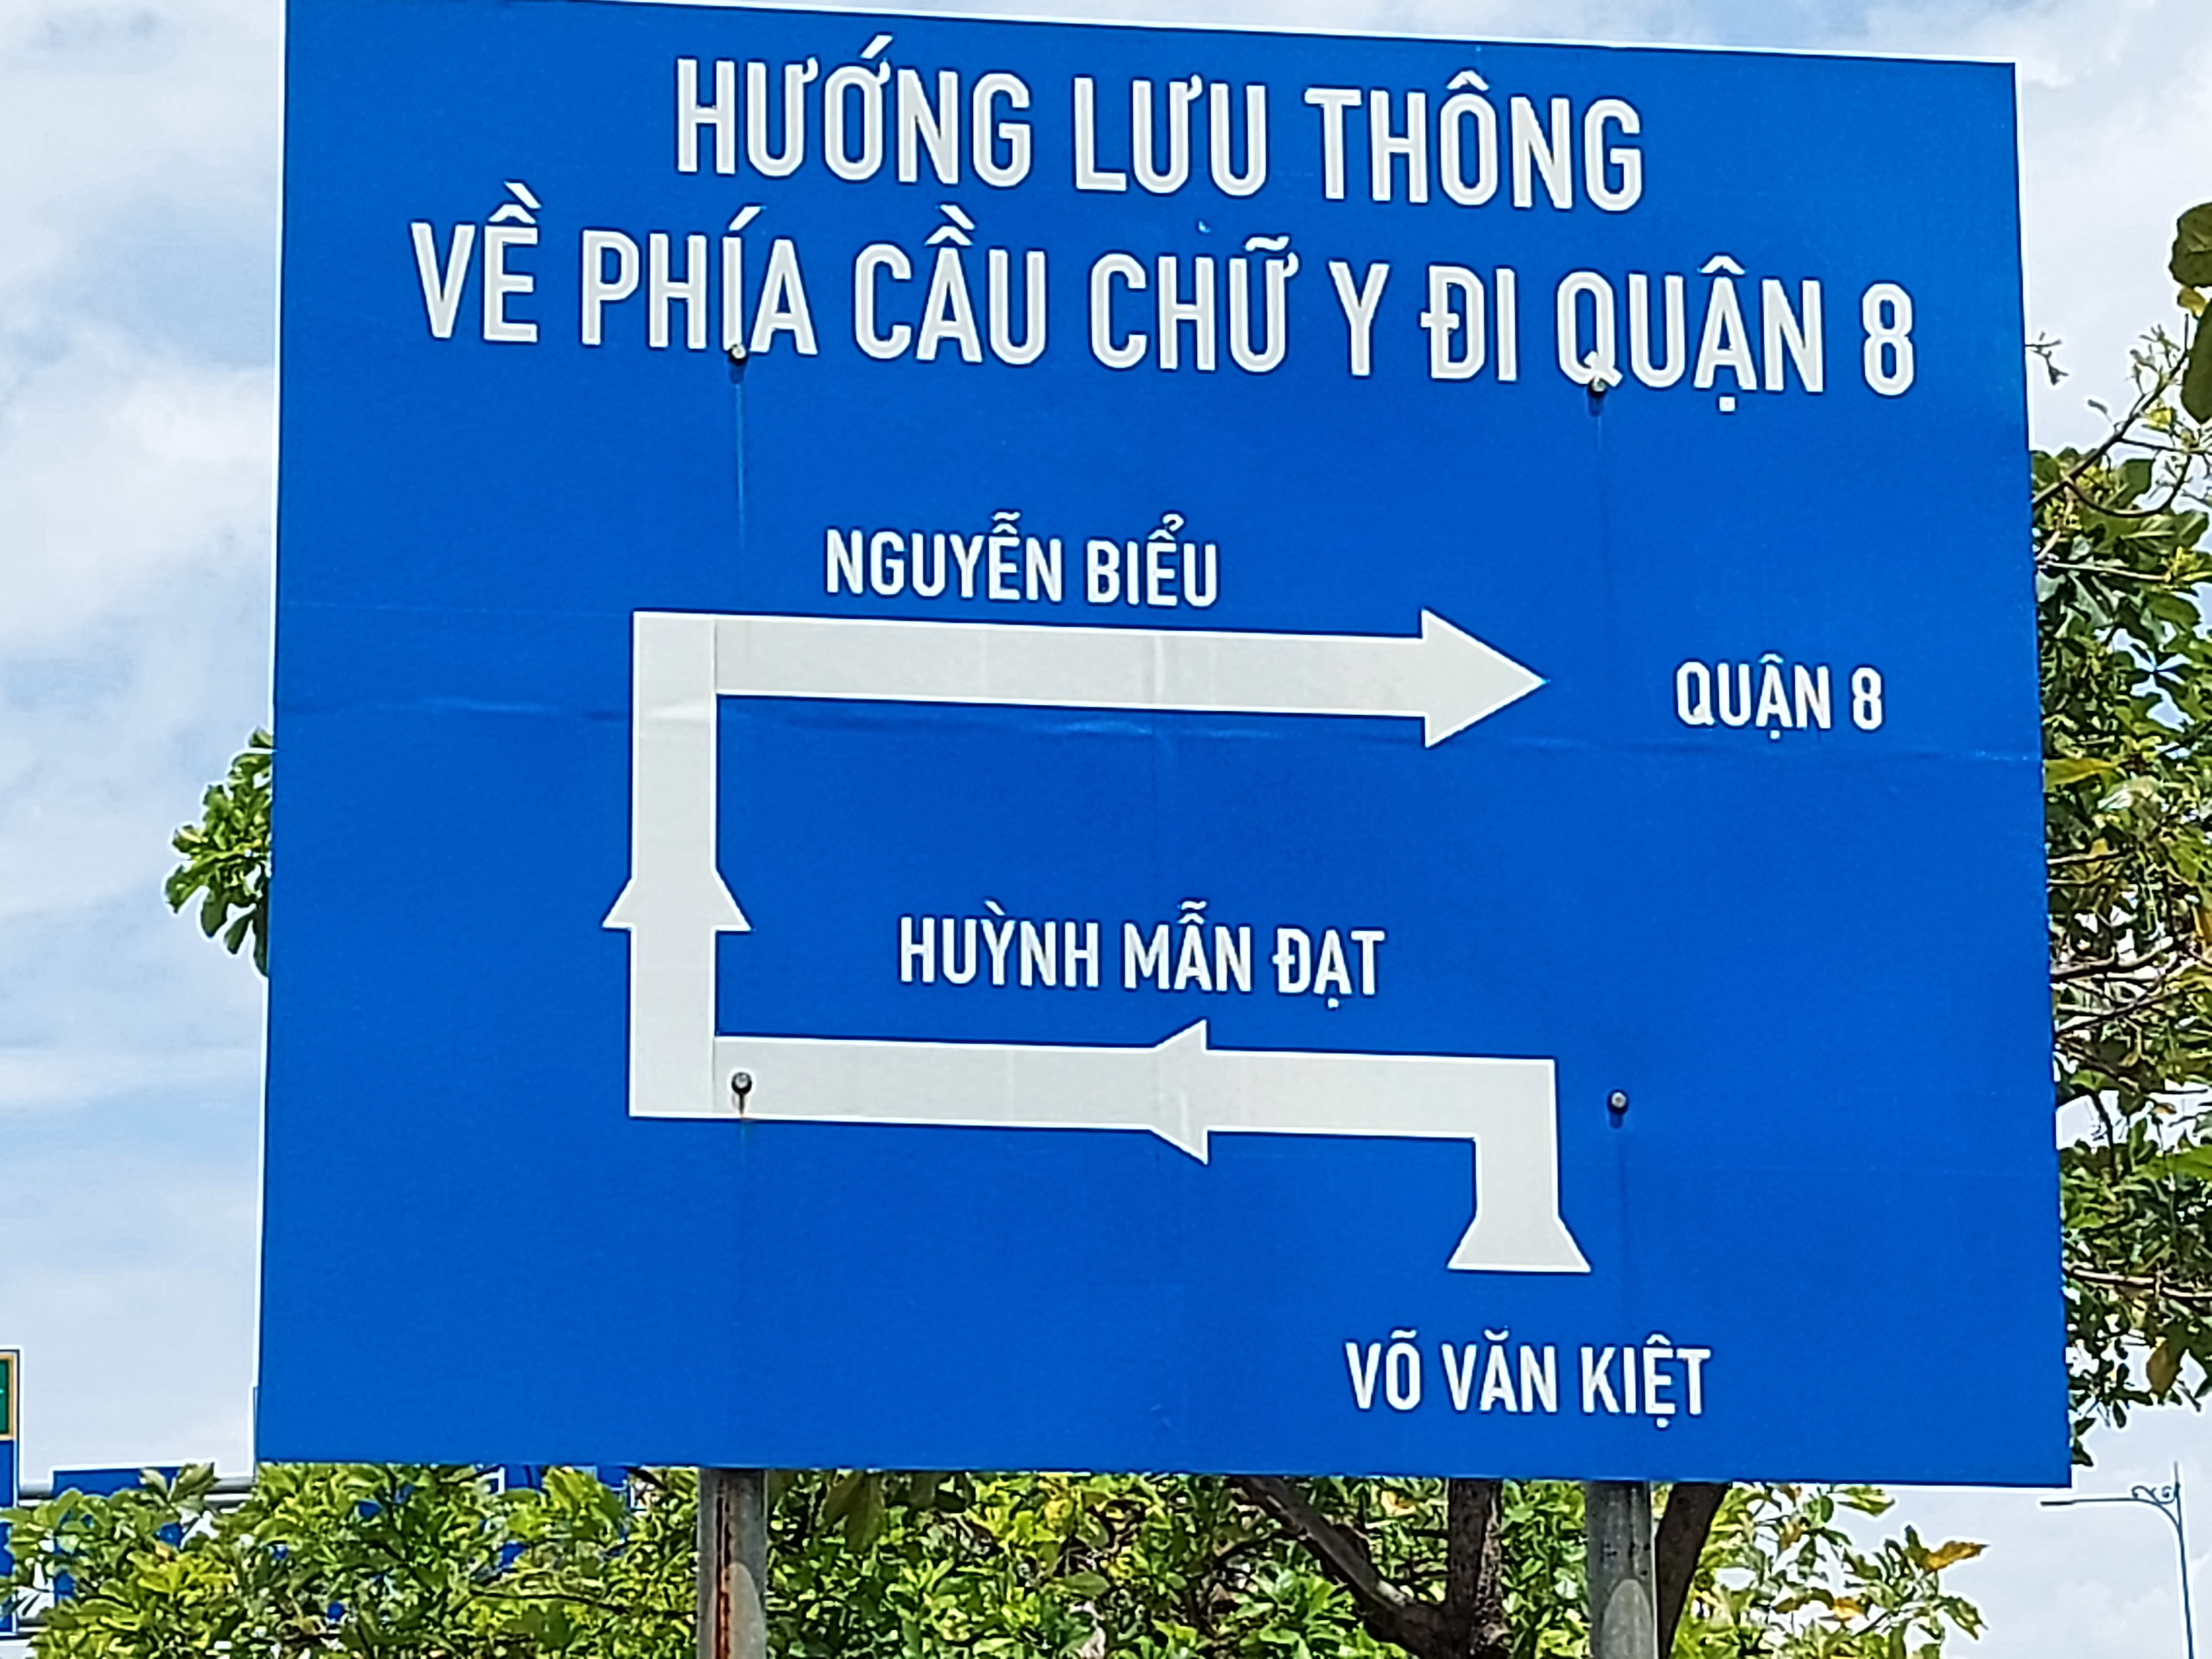 HƯỚNG LƯU THÔNG
VỀ PHÍA CẦU CHỮ Y ĐI QUẬN 8
NGUYỄN BIỂU
QUẬN 8
HUỲNH MẪN ĐẠT
VÕ VĂN KIỆT